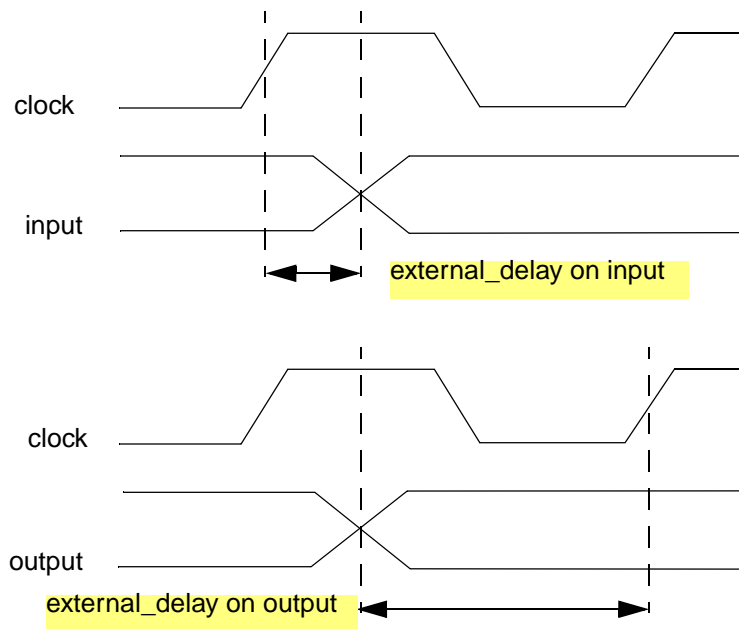 clock
input
external_delay on input
clock
output
external_delay on output